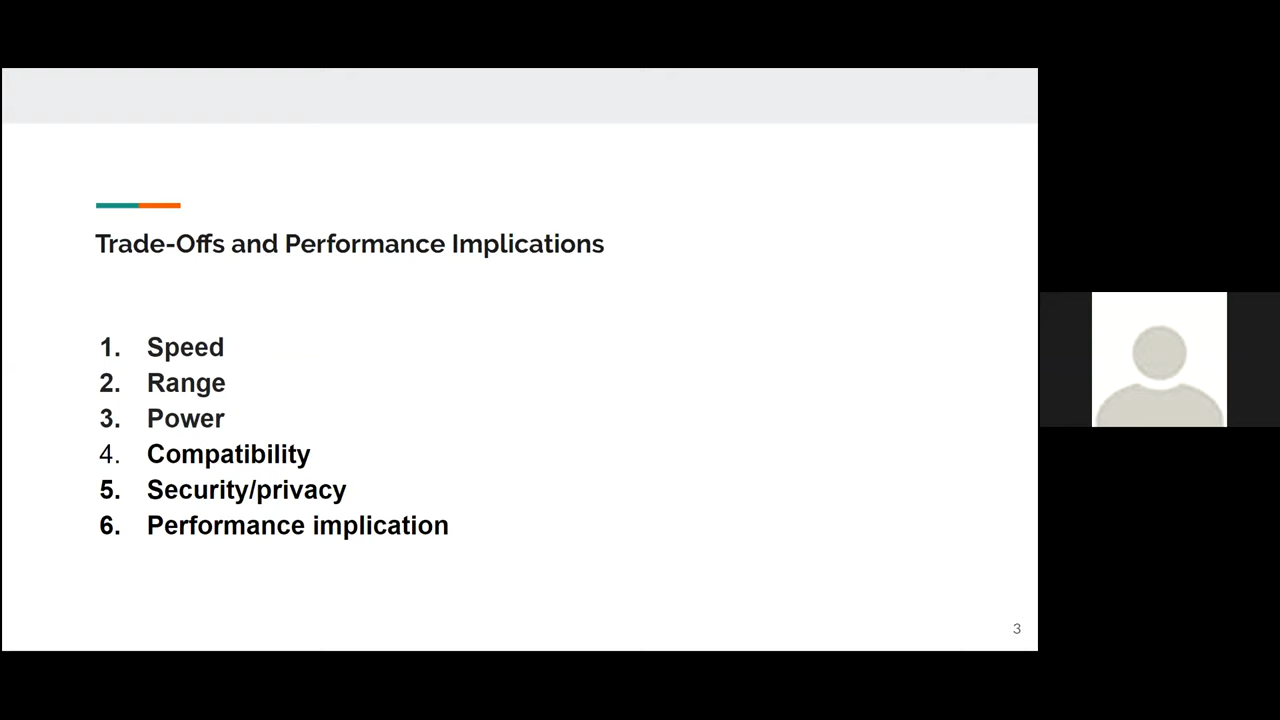 Trade-Offs and Performance Implications
1. Speed
2. Range
3. Power
4. Compatibility
5. Security/privacy
6. Performance implication
3